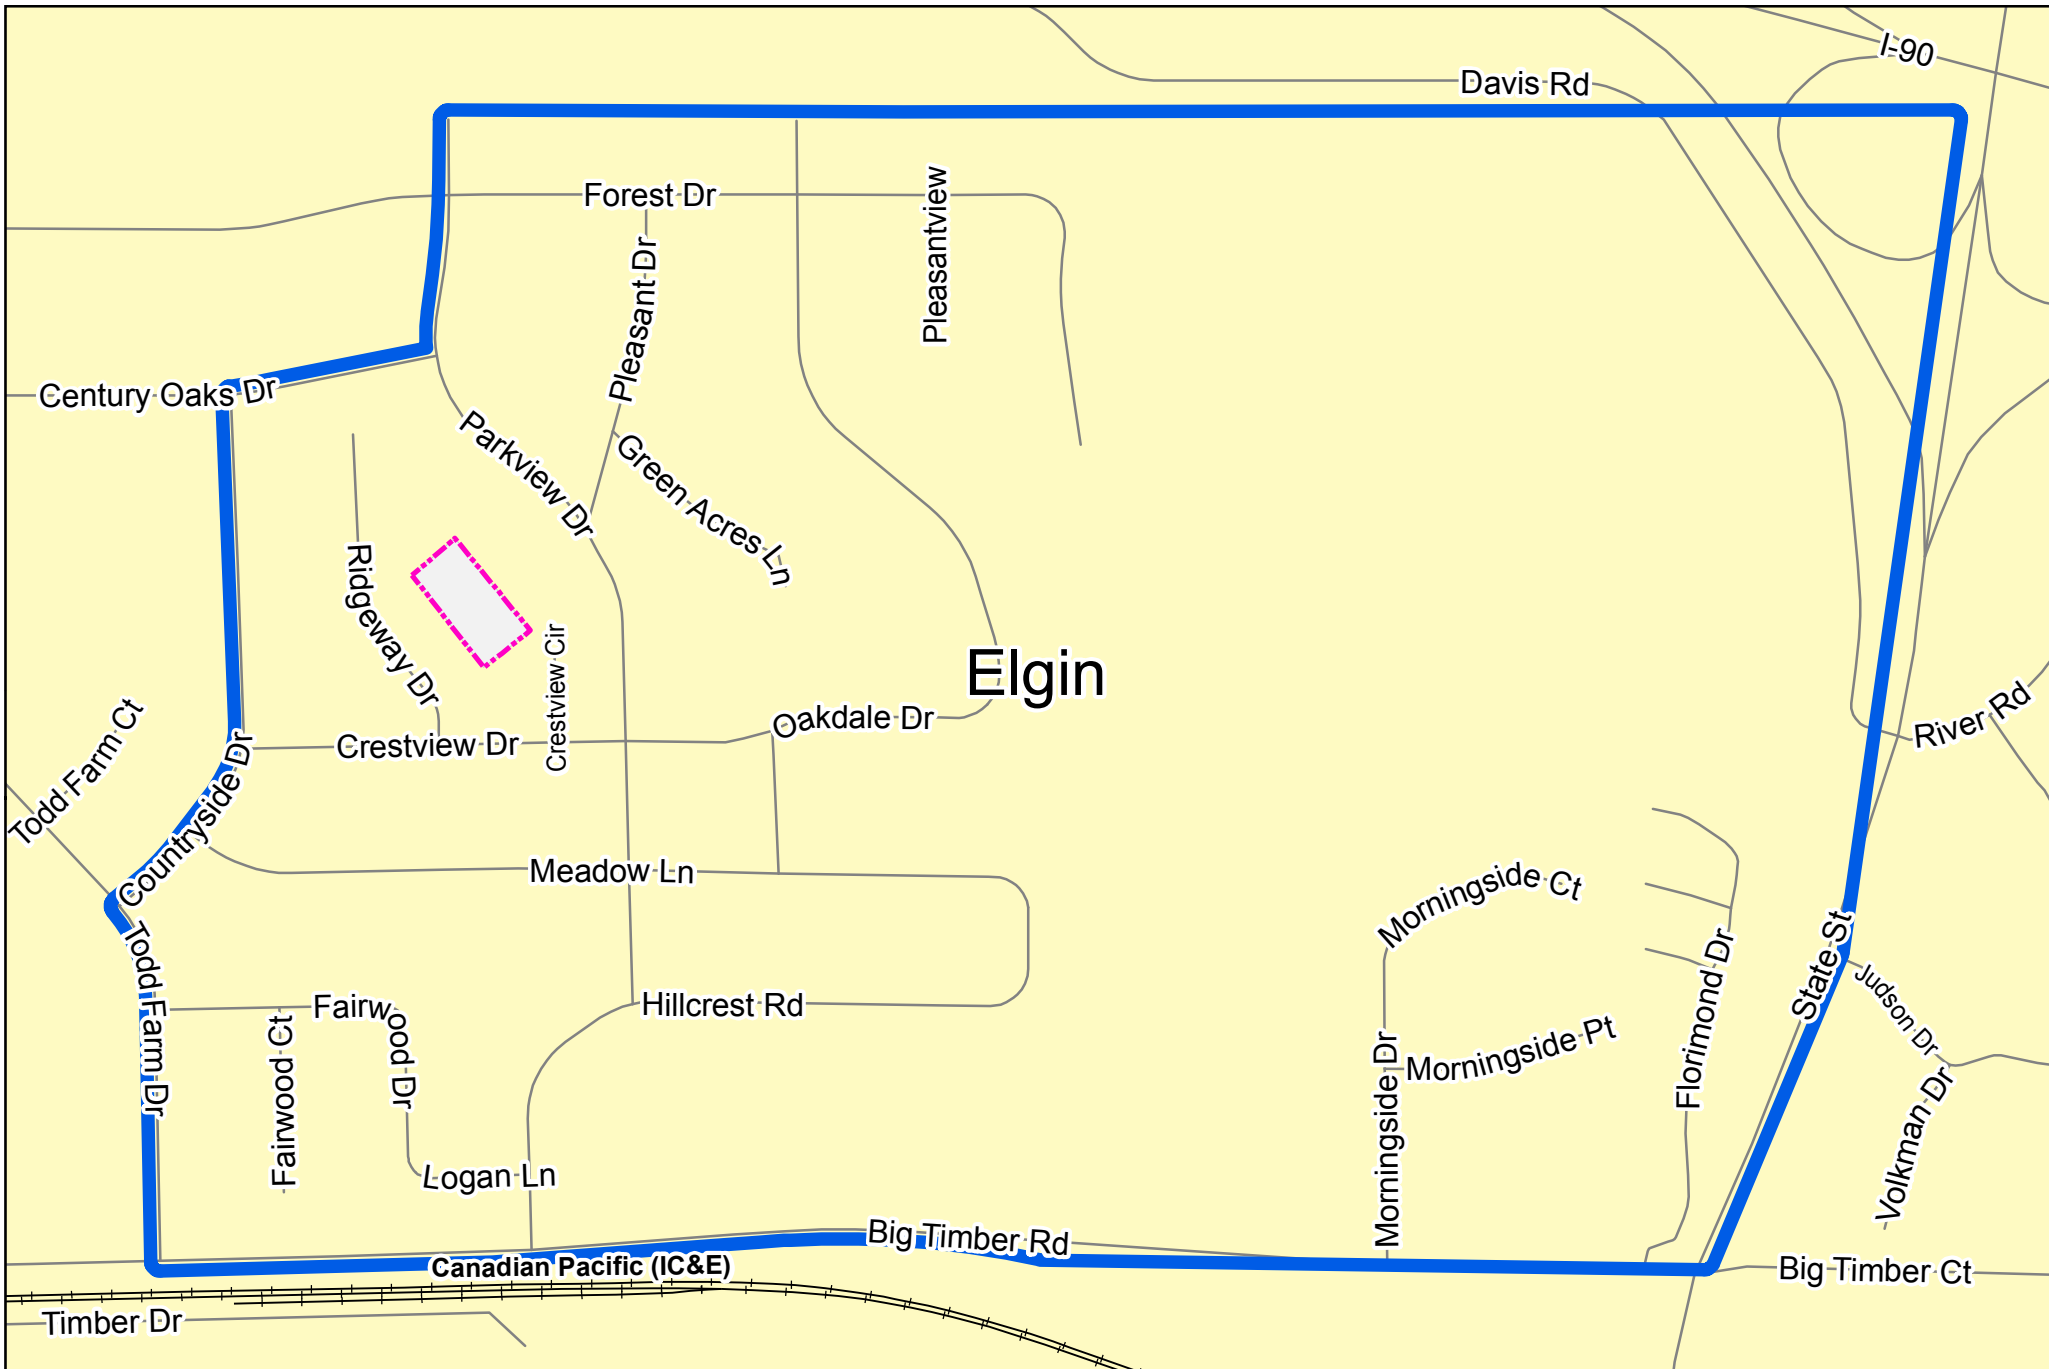 I-90
Davis Rd
Forest Dr
Pleasantview
Pleasant Dr
Century Oaks Dr
Parkview Dr
Green Acres Ln
Ridgeway Dr
Crestview Cir
Elgin
Todd Farm Ct
Countryside Dr
Crestview Dr
Oakdale Dr
River Rd
Meadow Ln
Morningside Ct
Todd Farm Dr
Fairwood Dr
Fairwood Ct
Hillcrest Rd
Florimond Dr
State St
Judson Dr
Morningside Dr
Morningside Pt
Volkman Dr
Logan Ln
Big Timber Rd
Canadian Pacific (IC&E)
Big Timber Ct
Timber Dr